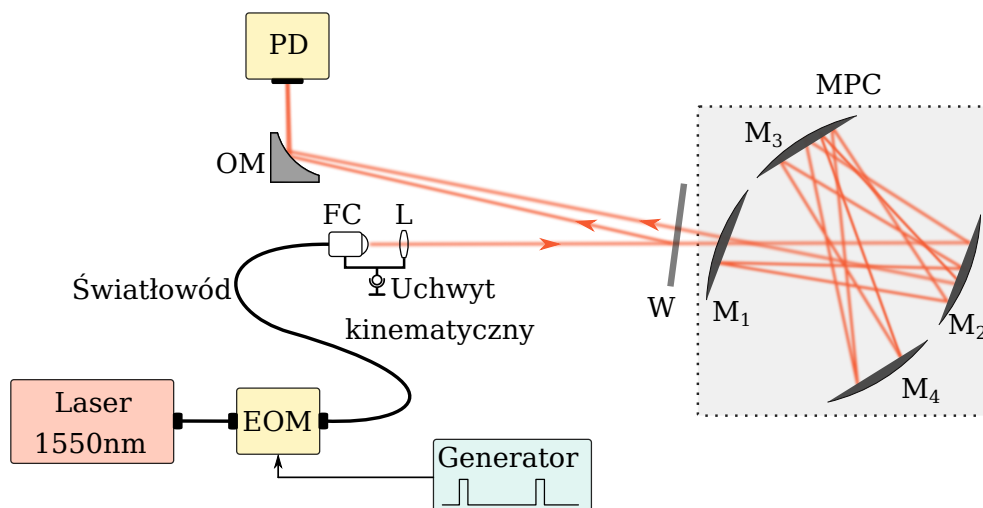 PD
MPC
M3
OM
FC
L
Światłowód
Uchwyt
kinematyczny
W
M1
M2
M4
Laser
1550nm
EOM
Generator